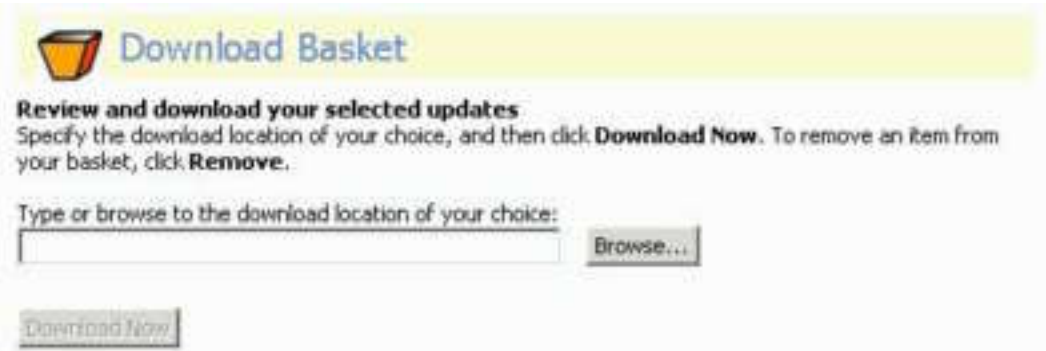 Download Basket
Review and download your selected updates
Specify the download location of your choice, and then click Download Now. To remove an item from
your basket, click Remove.
Type or browse to the download location of your choice:
Browse...
Download Now